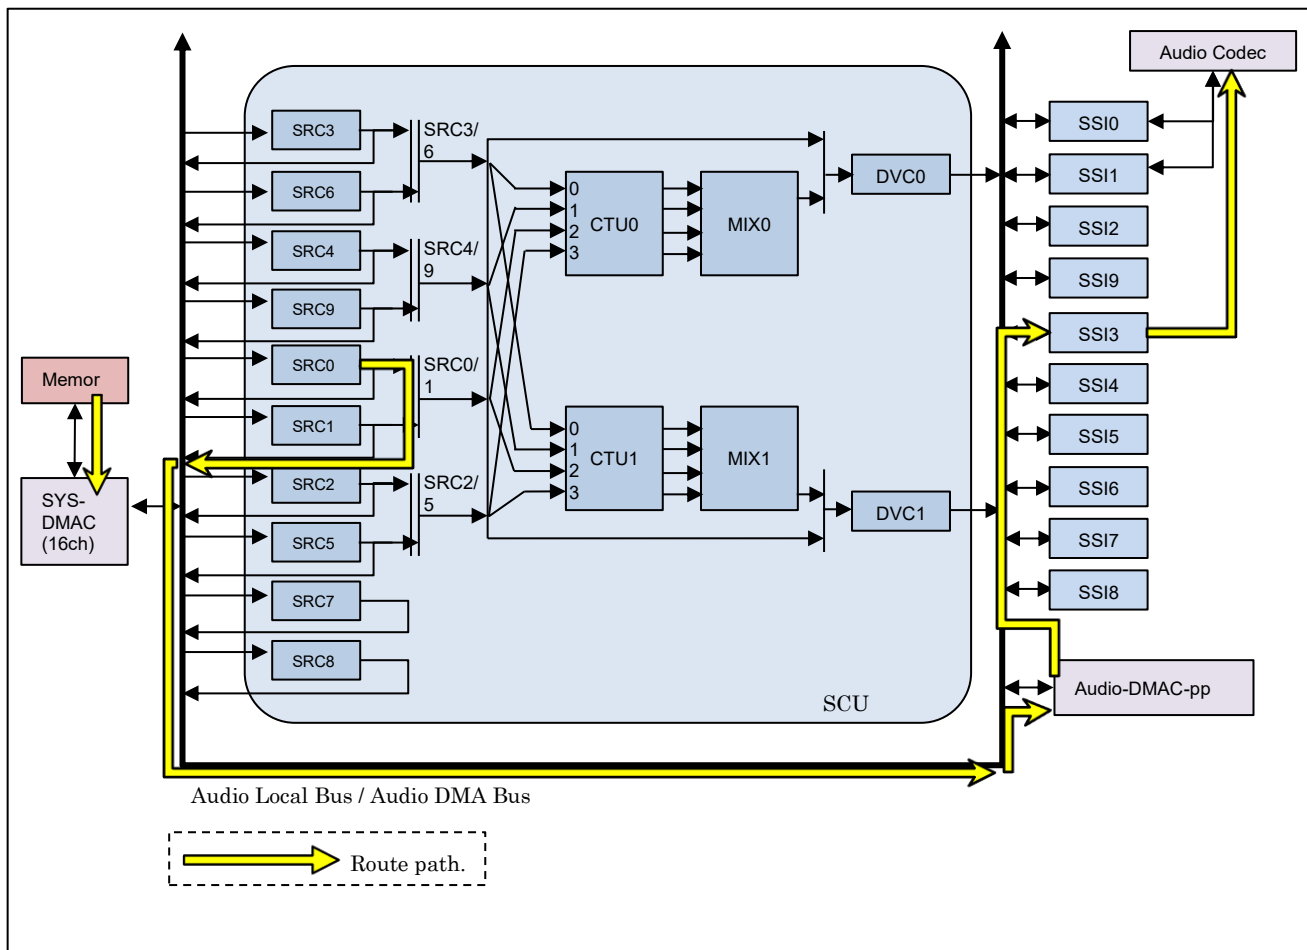 Audio Codec
SRC3
SRC3/
6
SSI0
SRC6
SSI1
0
1
2
3
CTU0
MIX0
DVC0
SSI2
SRC4
SRC4/
9
SSI9
SRC9
SSI3
Memor
SRC0
SRC0/
1
SSI4
SRC1
SSI5
0
1
2
3
CTU1
MIX1
SYS-
DMAC
(16ch)
SRC2
SRC2/
5
SSI6
DVC1
SRC5
SSI7
SRC7
SSI8
SRC8
SCU
Audio-DMAC-pp
Audio Local Bus / Audio DMA Bus
Route path.